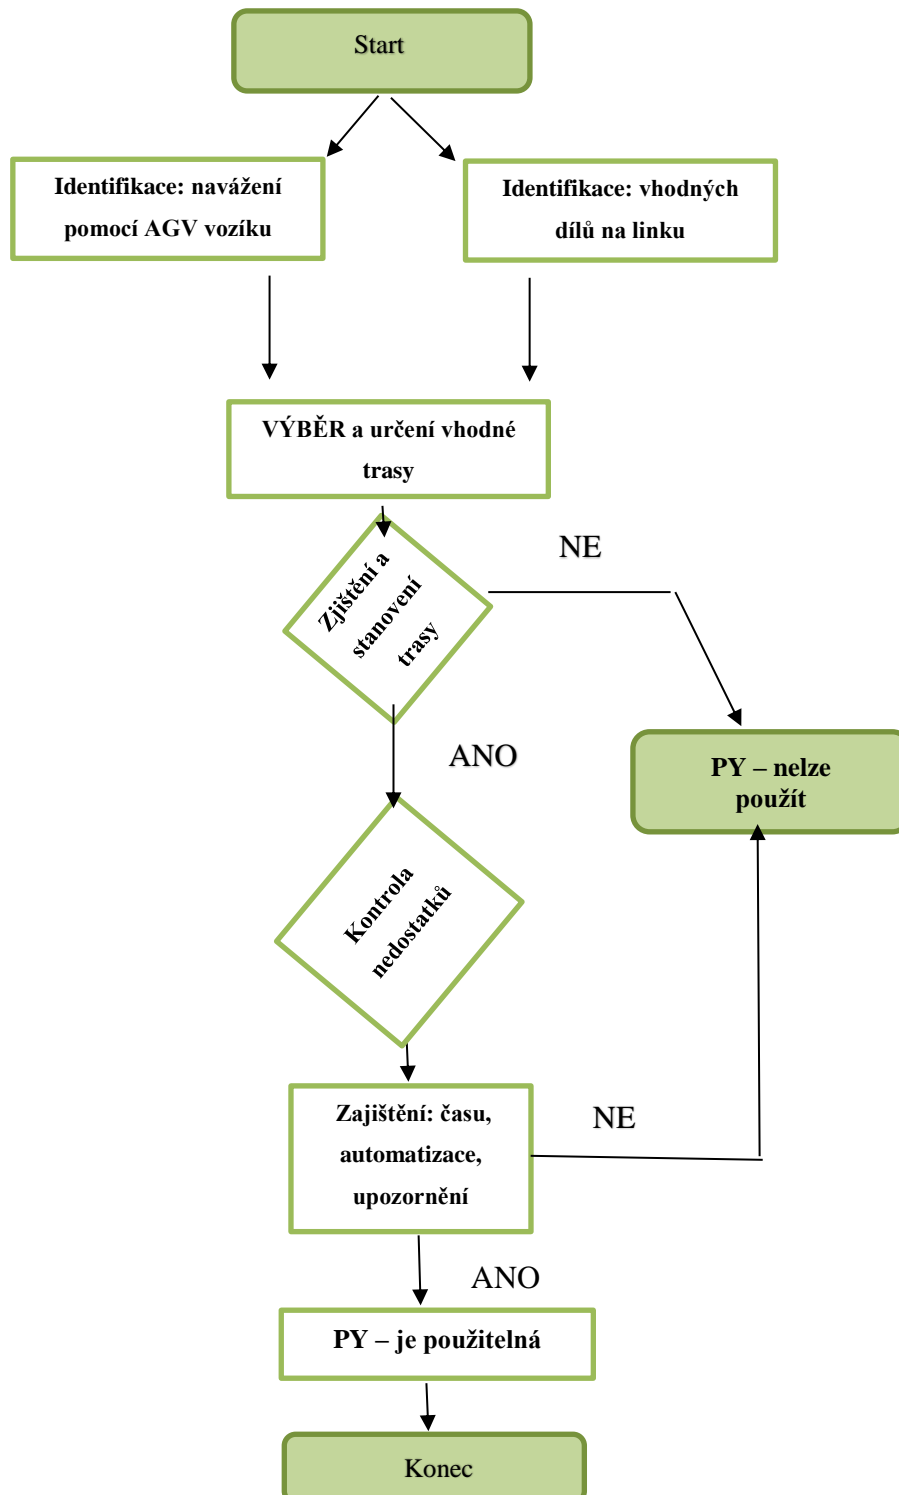 Start
Identifikace: navážení
pomocí AGV vozíku
Identifikace: vhodných
dílů na linku
VÝBĚR a určení vhodné
trasy
Zjištění a
stanovení
trasy
NE
ANO
PY – nelze
použít
Kontrola
nedostatků
Zajištění: času,
automatizace,
upozornění
NE
ANO
PY – je použitelná
Konec